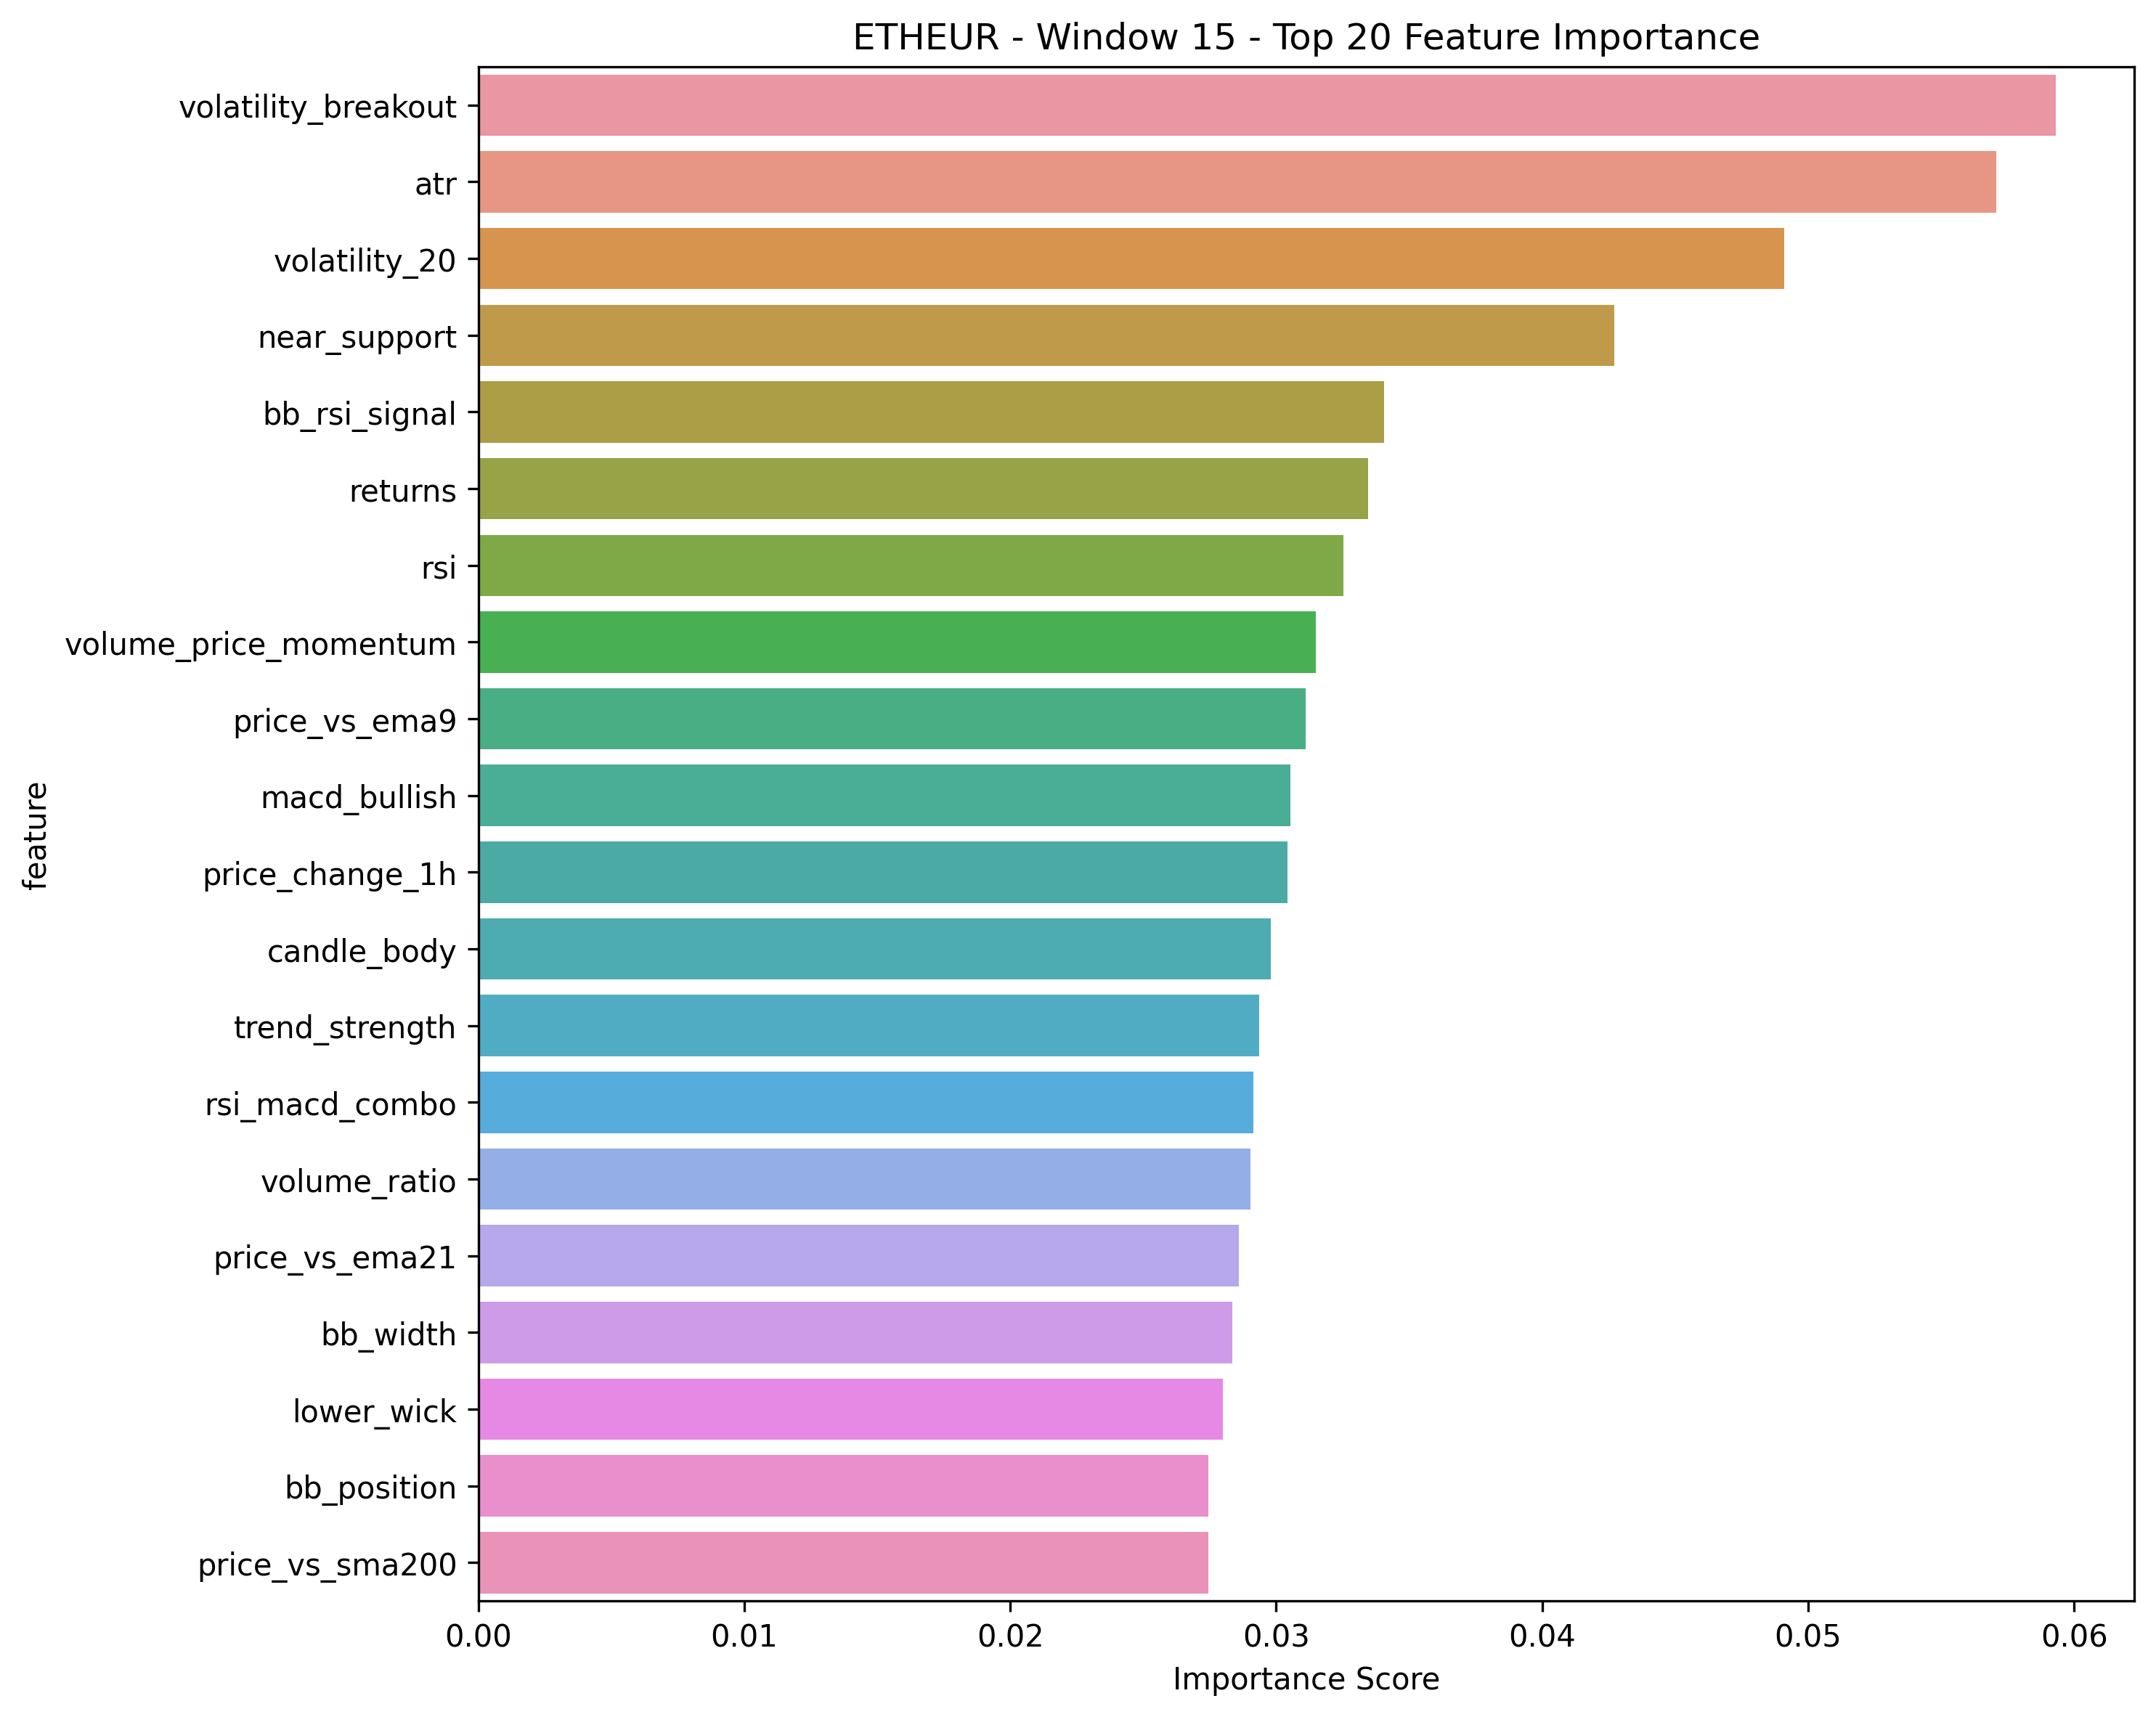 ETHEUR - Window 15 - Top 20 Feature Importance
volatility_breakout
atr
volatility_20
near_support
bb_rsi_signal
returns
rsi
volume_price_momentum
price_vs_ema9
macd_bullish
price_change_1h
candle_body
trend_strength
rsi_macd_combo
volume_ratio
price_vs_ema21
bb_width
lower_wick
bb_position
price_vs_sma200
feature
0.00 0.01 0.02 0.03 0.04 0.05 0.06
Importance Score